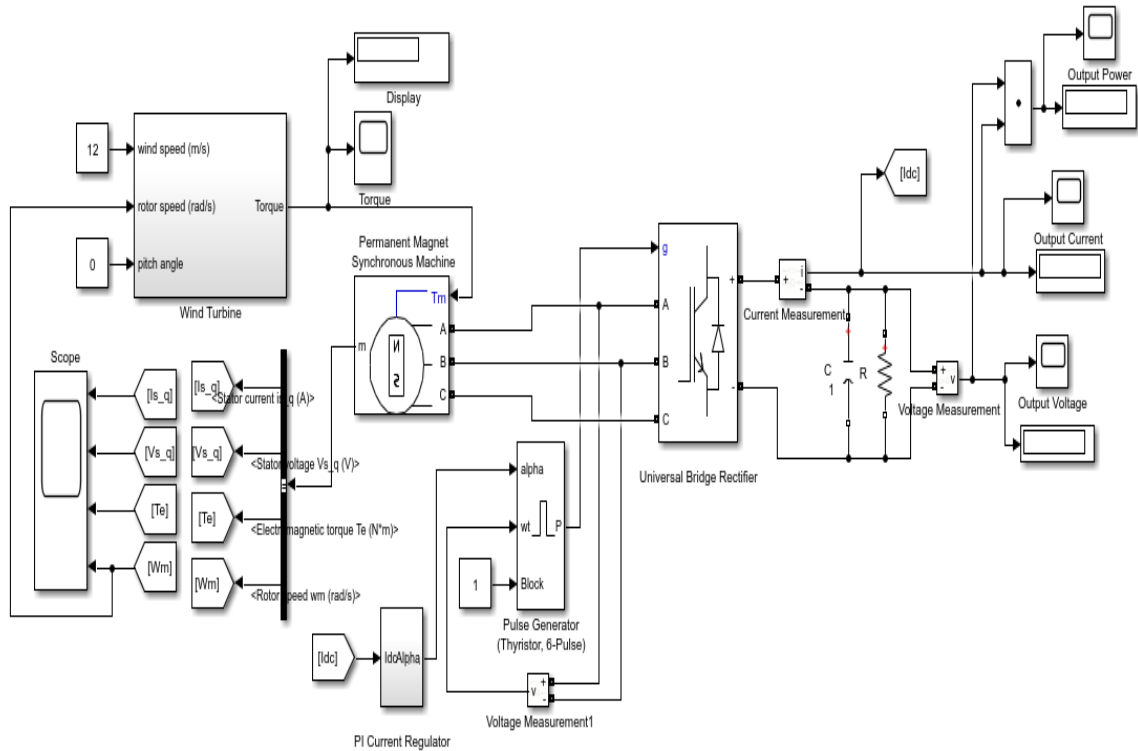 Display
Output Power
12
wind speed (m/s)
rotor speed (rad/s)
Torque
0
pitch angle
Wind Turbine
Torque
[Idc]
Output Current
Permanent Magnet
Synchronous Machine
Tm
A
B
C
m
N
S
g
A
B
C
+
-
Universal Bridge Rectifier
+
i
-
Current Measurement
C
1
R
+
-
v
Voltage Measurement
Output Voltage
Scope
[Is_q]
[Vs_q]
[Te]
[Wm]
[Is_q]
[Vs_q]
[Te]
[Wm]
<Stator current is_q (A)>
<Stator voltage Vs_q (V)>
<Electromagnetic torque Te (N*m)>
<Rotor speed wm (rad/s)>
alpha
wt
P
Block
1
Pulse Generator
(Thyristor, 6-Pulse)
[Idc]
Idc
Alpha
PI Current Regulator
+
-
v
Voltage Measurement1